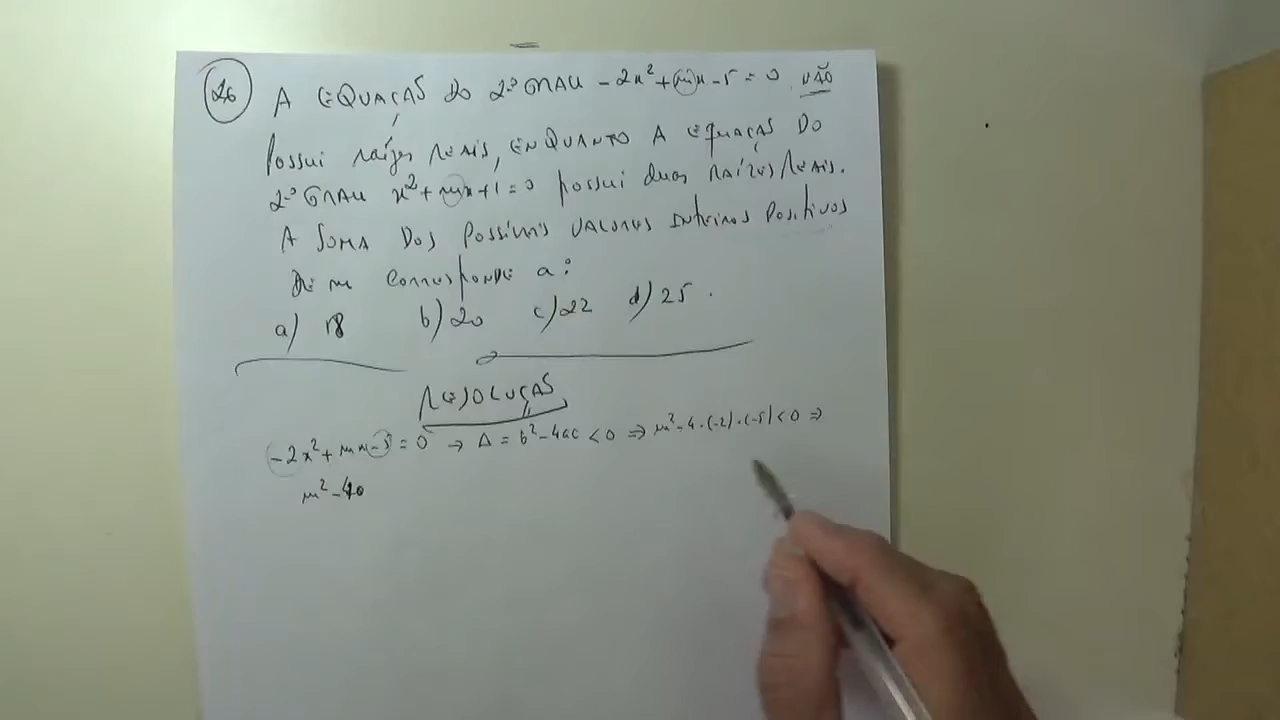 26 A EQUAÇÃO DO 2º GRAU -2x²+mx-5=0 NÃO
Possui raízes reais, ENQUANTO A EQUAÇÃO DO
2º GRAU x²+mx+1=0 possui duas RAÍZES REAIS.
A SOMA DOS POSSÍVEIS VALORES INTEIROS POSITIVOS
DE m CORRESPONDE a:
a) 18 b) 20 c) 22 d) 25.
RESOLUÇÃO
-2x²+mx-5=0 → Δ = b²-4ac < 0 ⇒ m²-4.(-2).(-5)<0 ⇒
m²-40